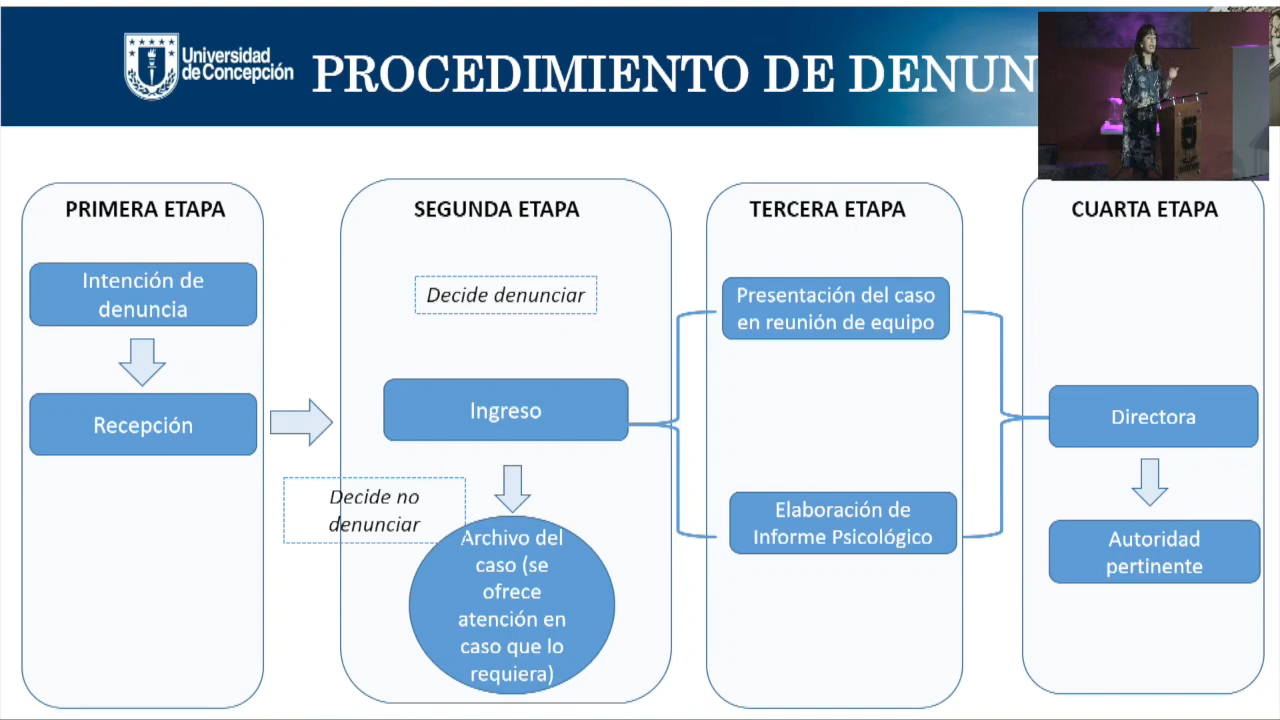 Universidad
de Concepción
PROCEDIMIENTO DE DENUN
PRIMERA ETAPA
Intención de
denuncia
Recepción
SEGUNDA ETAPA
Decide denunciar
Ingreso
Decide no
denunciar
Archivo del
caso (se
ofrece
atención en
caso que lo
requiera)
TERCERA ETAPA
Presentación del caso
en reunión de equipo
Elaboración de
Informe Psicológico
CUARTA ETAPA
Directora
Autoridad
pertinente